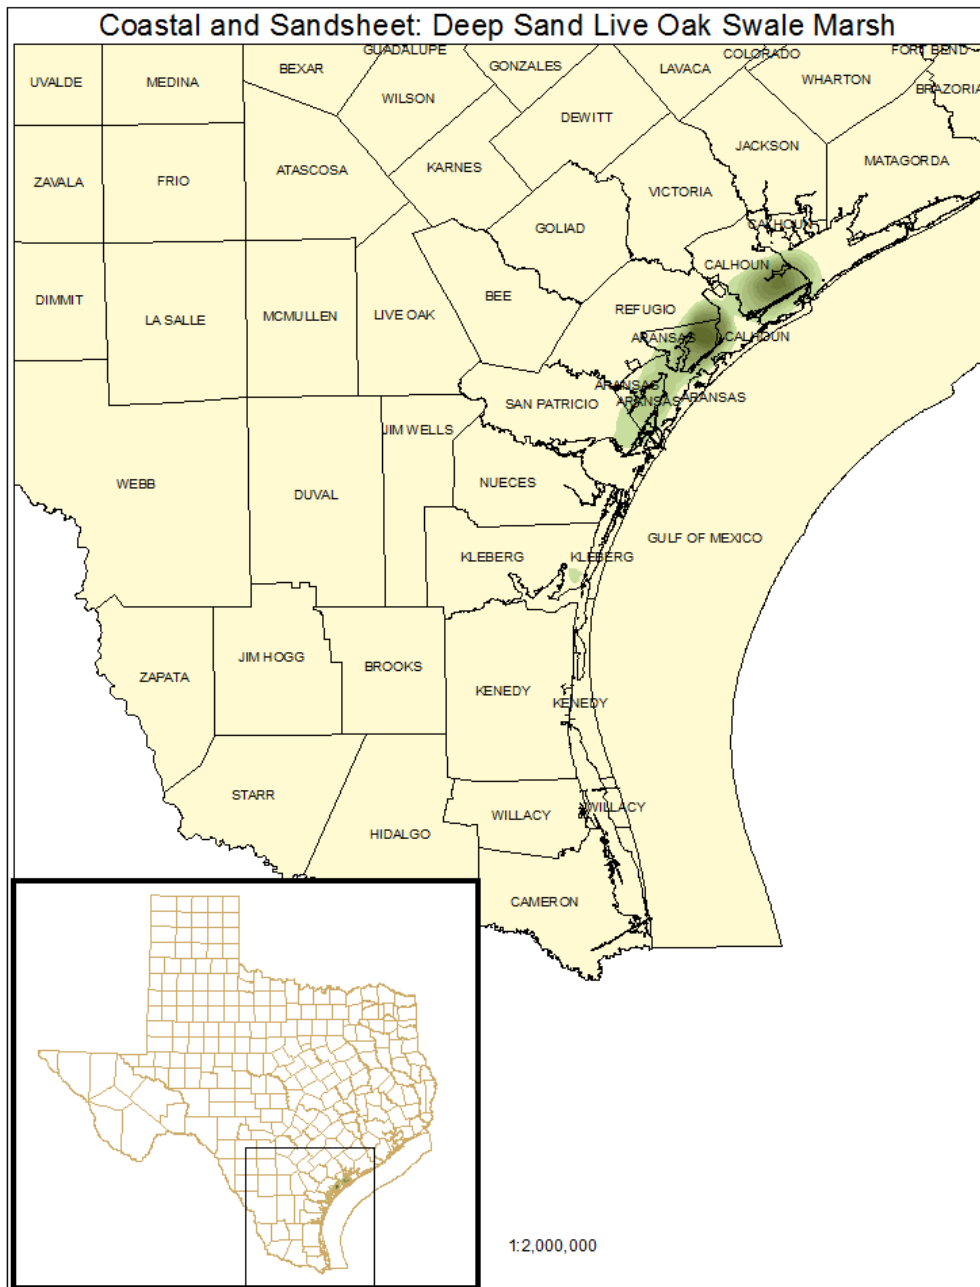 Coastal and Sandsheet: Deep Sand Live Oak Swale Marsh
GUADALUPE
COLORADO
FORT BEND
BEXAR
GONZALES
LAVACA
UVALDE
MEDINA
WILSON
WHARTON
BRAZORIA
DEWITT
JACKSON
MATAGORDA
ZAVALA
FRIO
ATASCOSA
KARNES
VICTORIA
GOLIAD
CALHOUN
CALHOUN
DIMMIT
LA SALLE
MCMULLEN
LIVE OAK
BEE
REFUGIO
ARANSAS
CALHOUN
ARANSAS
SAN PATRICIO
ARANSAS
ARANSAS
JIM WELLS
WEBB
DUVAL
NUECES
GULF OF MEXICO
KLEBERG
KLEBERG
ZAPATA
JIM HOGG
BROOKS
KENEDY
KENEDY
STARR
HIDALGO
WILLACY
WILLACY
CAMERON
1:2,000,000